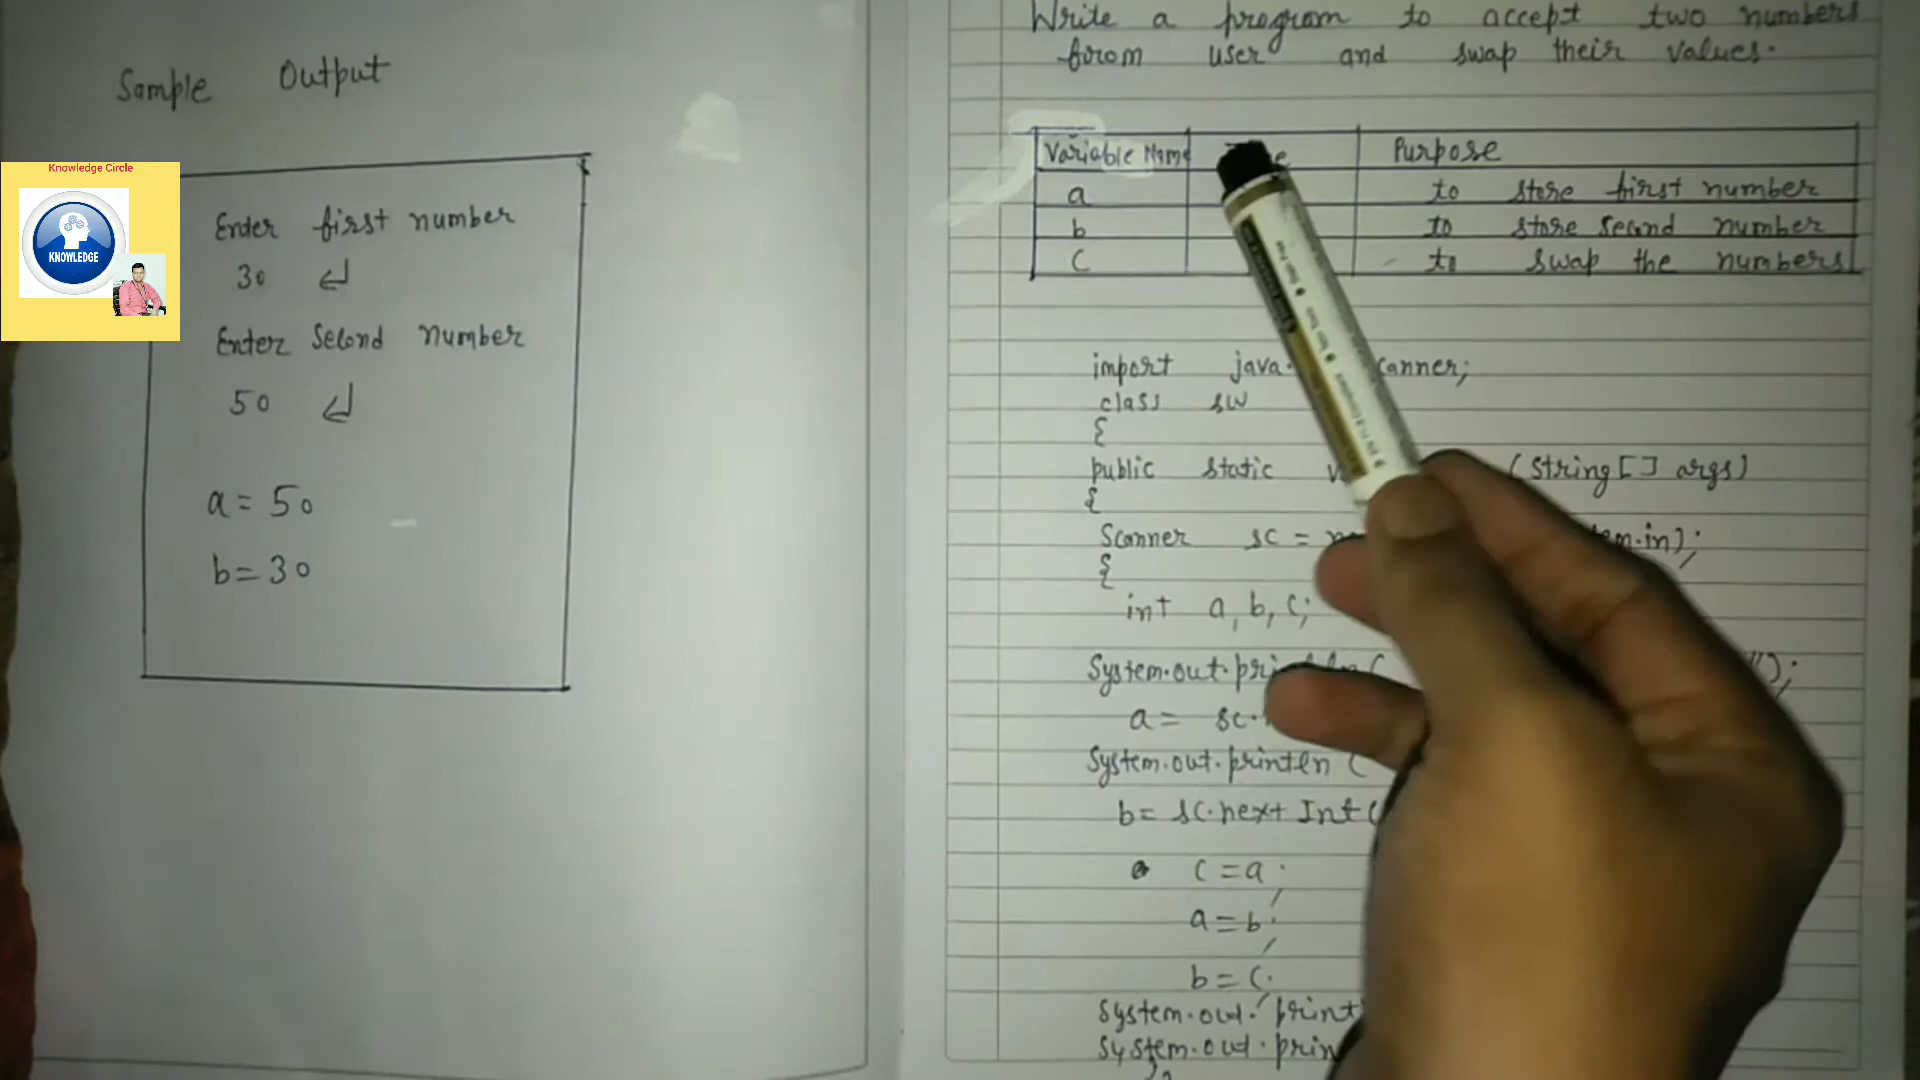 Sample Output
Knowledge Circle
KNOWLEDGE
Enter first number
30
Enter Second number
50
a = 50
b = 30
Write a program to accept two numbers
from user and swap their values.
Variable Name Purpose
a to store first number
b to store Second number
c to swap the numbers
import java. canner;
class sw
{
public static (String[] args)
{
Scanner sc = in);
{
int a, b, c;
System.out.println( ");
a = sc.
System.out.println (
b = sc.next Int (
c = a;
a = b;
b = c;
System.out.print
System.out.prin